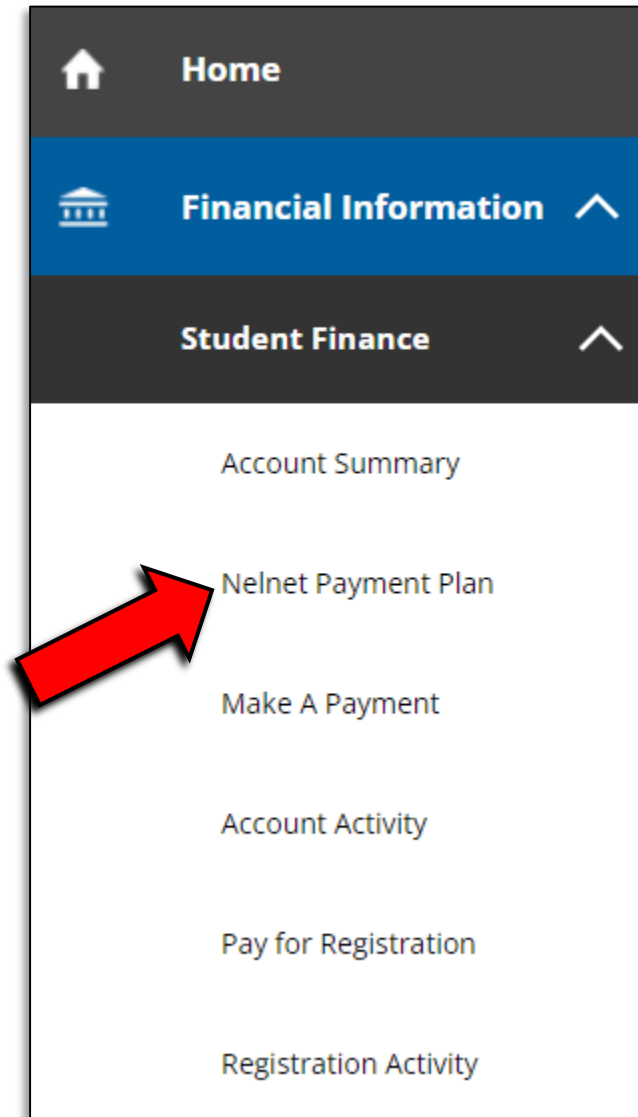 Home
Financial Information
Student Finance
Account Summary
Nelnet Payment Plan
Make A Payment
Account Activity
Pay for Registration
Registration Activity